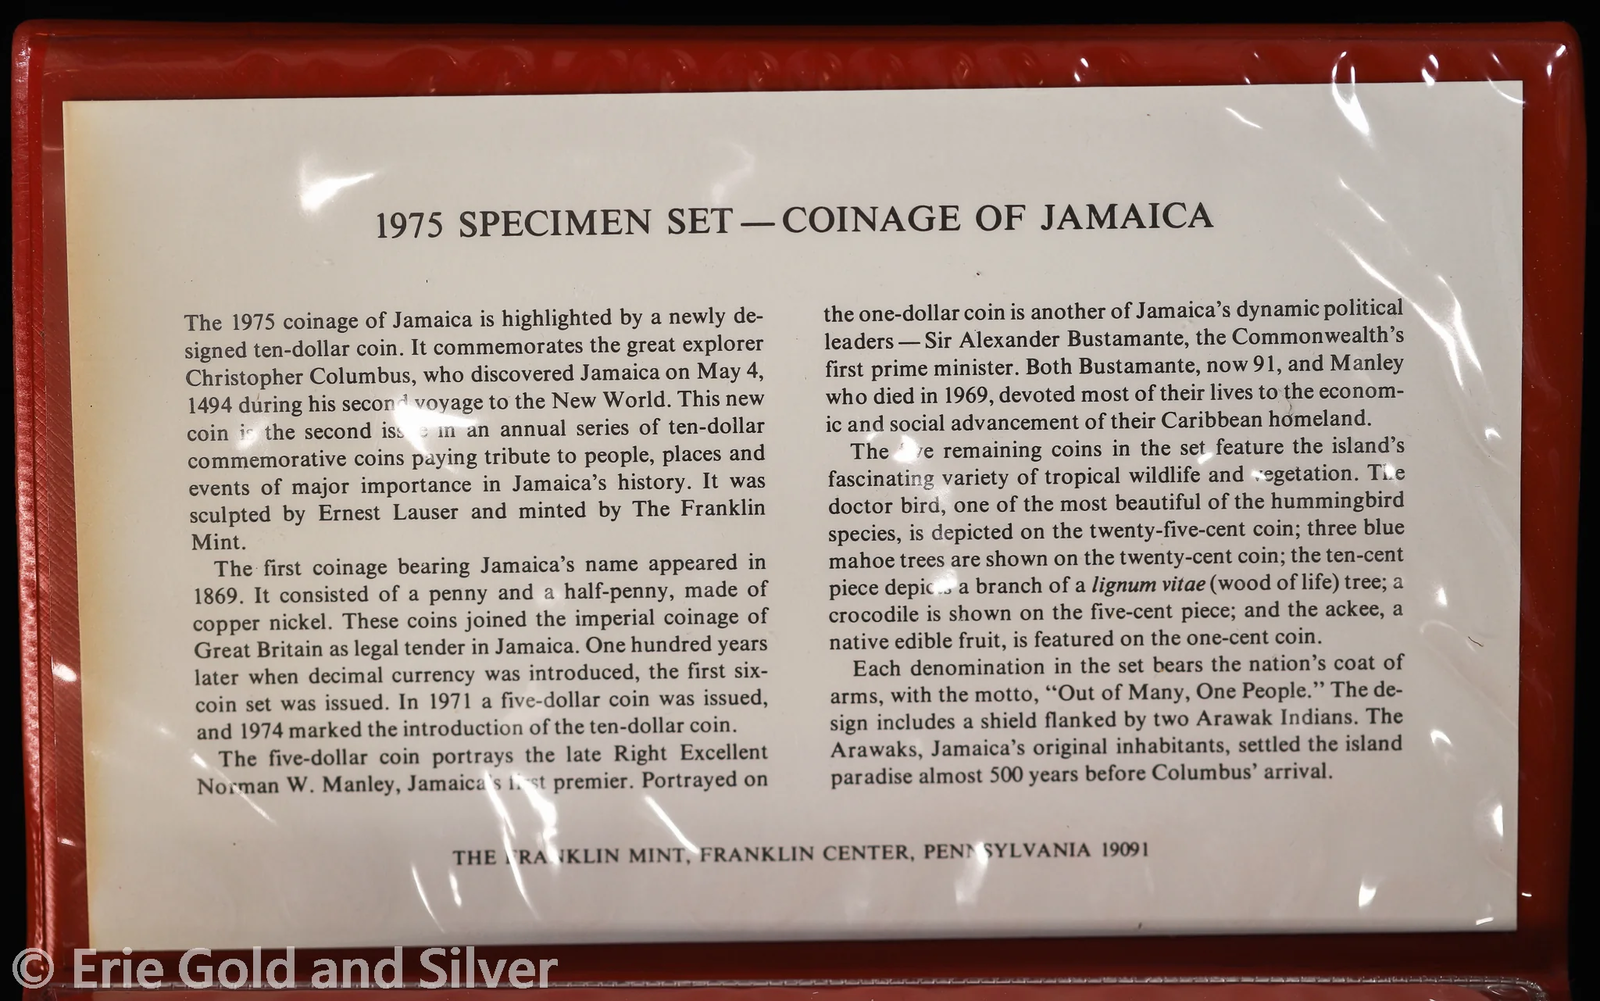 1975 SPECIMEN SET — COINAGE OF JAMAICA
The 1975 coinage of Jamaica is highlighted by a newly de-
signed ten-dollar coin. It commemorates the great explorer
Christopher Columbus, who discovered Jamaica on May 4,
1494 during his second voyage to the New World. This new
coin is the second issue in an annual series of ten-dollar
commemorative coins paying tribute to people, places and
events of major importance in Jamaica's history. It was
sculpted by Ernest Lauser and minted by The Franklin
Mint.
The first coinage bearing Jamaica's name appeared in
1869. It consisted of a penny and a half-penny, made of
copper nickel. These coins joined the imperial coinage of
Great Britain as legal tender in Jamaica. One hundred years
later when decimal currency was introduced, the first six-
coin set was issued. In 1971 a five-dollar coin was issued,
and 1974 marked the introduction of the ten-dollar coin.
The five-dollar coin portrays the late Right Excellent
Norman W. Manley, Jamaica's first premier. Portrayed on
the one-dollar coin is another of Jamaica's dynamic political
leaders — Sir Alexander Bustamante, the Commonwealth's
first prime minister. Both Bustamante, now 91, and Manley
who died in 1969, devoted most of their lives to the econom-
ic and social advancement of their Caribbean homeland.
The five remaining coins in the set feature the island's
fascinating variety of tropical wildlife and vegetation. The
doctor bird, one of the most beautiful of the hummingbird
species, is depicted on the twenty-five-cent coin; three blue
mahoe trees are shown on the twenty-cent coin; the ten-cent
piece depicts a branch of a lignum vitae (wood of life) tree; a
crocodile is shown on the five-cent piece; and the ackee, a
native edible fruit, is featured on the one-cent coin.
Each denomination in the set bears the nation's coat of
arms, with the motto, “Out of Many, One People.” The de-
sign includes a shield flanked by two Arawak Indians. The
Arawaks, Jamaica's original inhabitants, settled the island
paradise almost 500 years before Columbus' arrival.
THE FRANKLIN MINT, FRANKLIN CENTER, PENNSYLVANIA 19091
© Erie Gold and Silver